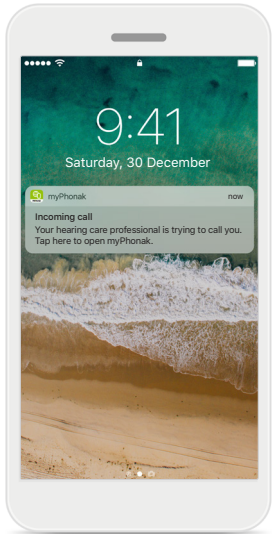 9:41
Saturday, 30 December
myPhonak
now
Incoming call
Your hearing care professional is trying to call you.
Tap here to open myPhonak.